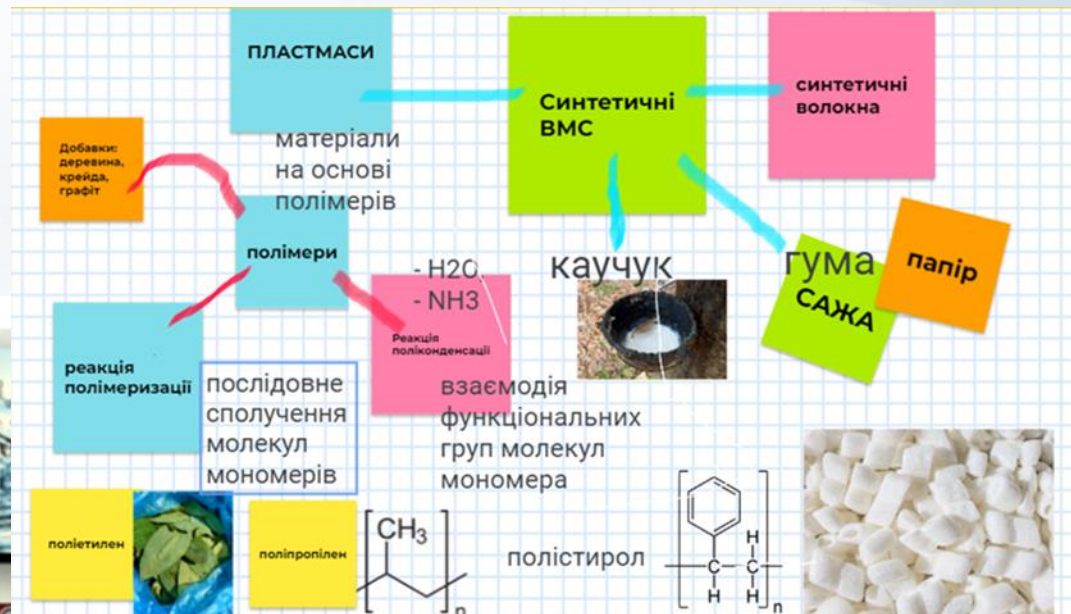 ПЛАСТМАСИ
матеріали
на основі
полімерів
Синтетичні
ВМС
синтетичні
волокна
Добавки:
деревина,
крейда,
графіт
полімери
- H2O,
- NH3
Реакція
поліконденсації
каучук
гума
САЖА
папір
реакція
полімеризації
послідовне
сполучення
молекул
мономерів
взаємодія
функціональних
груп молекул
мономера
поліетилен
поліпропілен
CH3
n
полістирол
H H
C C
H H
n